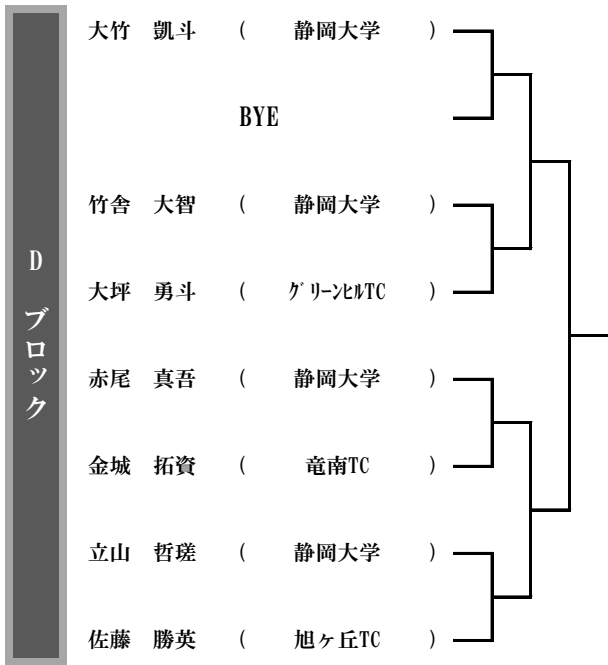 D ブロック
大竹 凱斗 ( 静岡大学 )
BYE
竹舎 大智 ( 静岡大学 )
大坪 勇斗 ( グリーンヒルTC )
赤尾 真吾 ( 静岡大学 )
金城 拓資 ( 竜南TC )
立山 哲瑳 ( 静岡大学 )
佐藤 勝英 ( 旭ヶ丘TC )